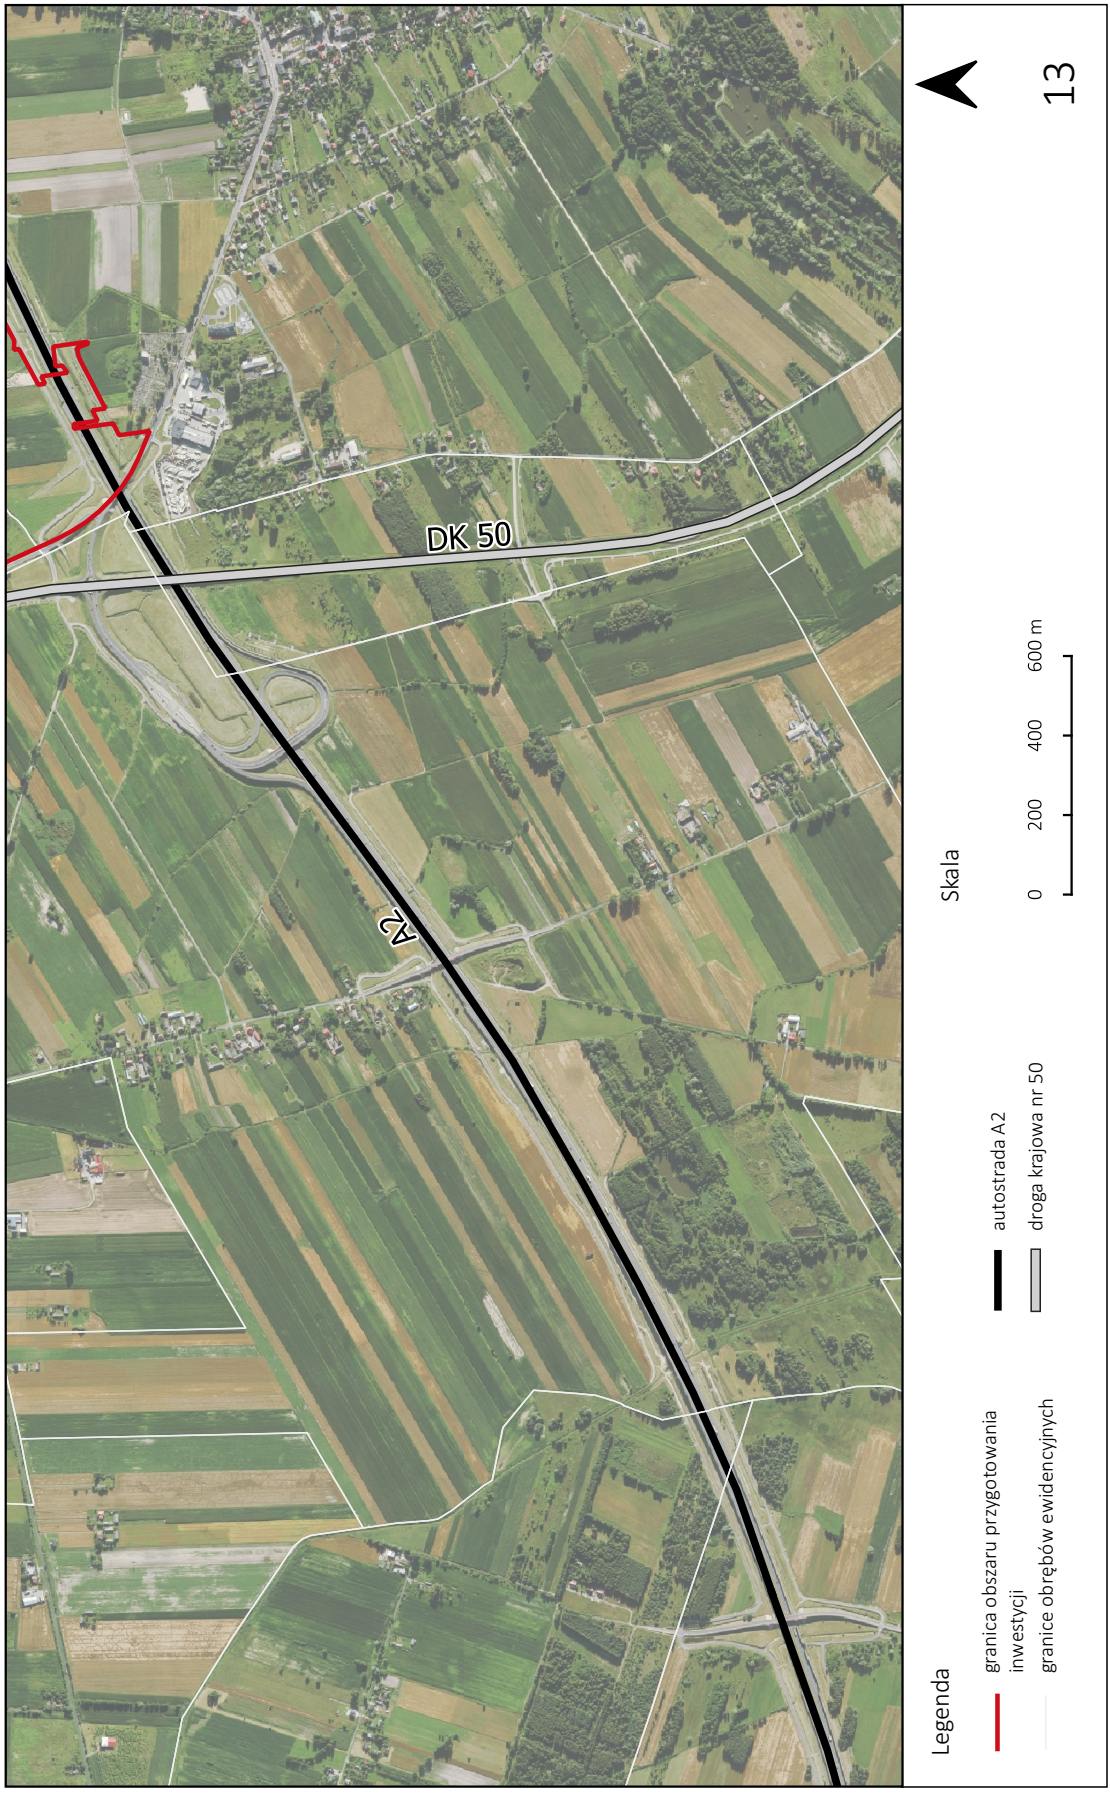 DK 50
A2
Legenda
granica obszaru przygotowania
inwestycji
granice obrębów ewidencyjnych
autostrada A2
droga krajowa nr 50
Skala
0 200 400 600 m
13